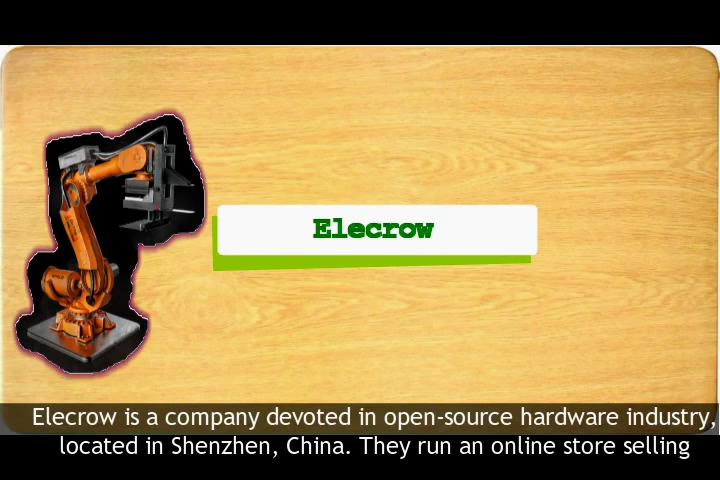 Elecrow
Elecrow is a company devoted in open-source hardware industry,
located in Shenzhen, China. They run an online store selling